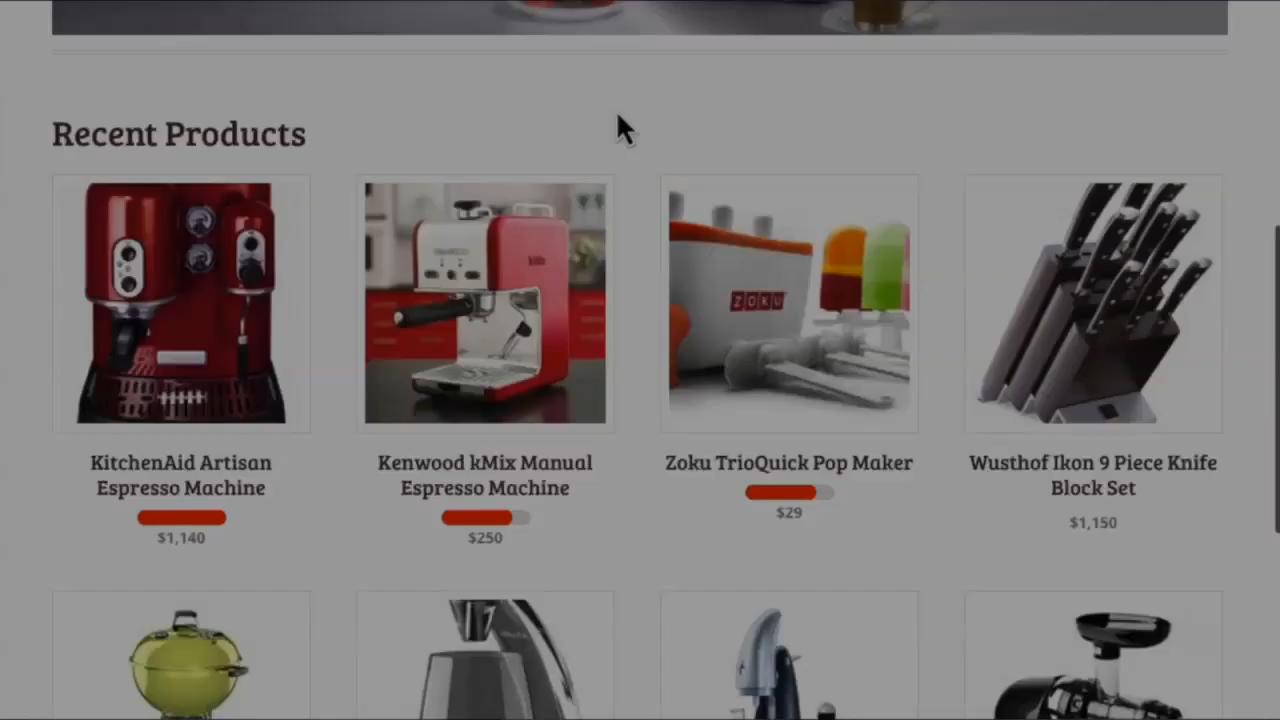 Recent Products
ZOKU
KitchenAid Artisan
Espresso Machine
$1,140
Kenwood kMix Manual
Espresso Machine
$250
Zoku TrioQuick Pop Maker
$29
Wusthof Ikon 9 Piece Knife
Block Set
$1,150